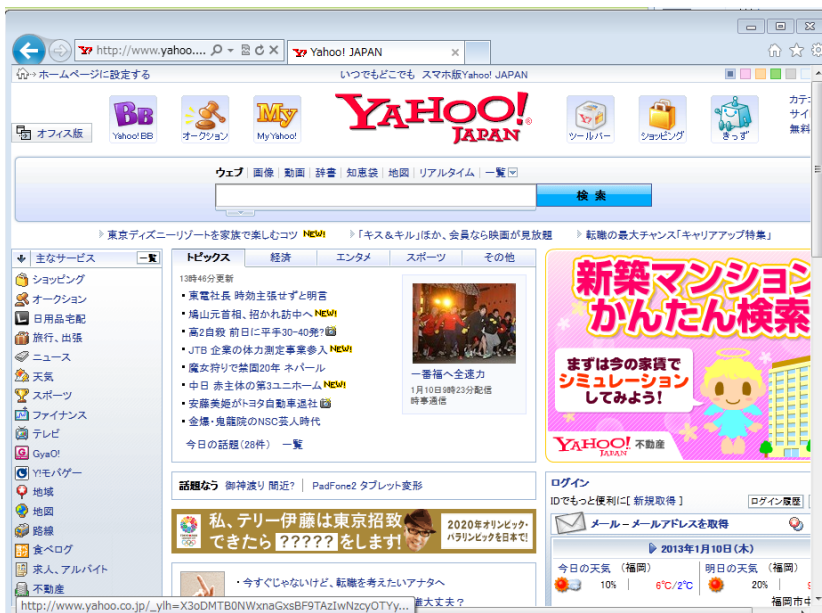 http://www.yahoo....
Yahoo! JAPAN
ホームページに設定する
いつでもどこでも スマホ版Yahoo! JAPAN
オフィス版
BB
Yahoo! BB
オークション
My
My Yahoo!
YAHOO!
JAPAN
ツールバー
ショッピング
きっず
カテ
サイ
無料
ウェブ | 画像 | 動画 | 辞書 | 知恵袋 | 地図 | リアルタイム | 一覧
検索
東京ディズニーリゾートを家族で楽しむコツ NEW!
「キス&キル」ほか、会員なら映画が見放題
転職の最大チャンス「キャリアアップ特集」
主なサービス 一覧
ショッピング
オークション
日用品宅配
旅行、出張
ニュース
天気
スポーツ
ファイナンス
テレビ
GyaO!
Y!モバゲー
地域
地図
路線
食べログ
求人、アルバイト
不動産
トピックス 経済 エンタメ スポーツ その他
13時46分更新
・東電社長 時効主張せずと明言
・鳩山元首相、招かれ訪中へ NEW!
・高2自殺 前日に平手30-40発?
・JTB 企業の体力測定事業参入 NEW!
・魔女狩りで禁固20年 ネパール
・中日 赤主体の第3ユニホーム NEW!
・安藤美姫がトヨタ自動車退社
・金爆・鬼龍院のNSC芸人時代
今日の話題(28件) 一覧
一番福へ全速力
1月10日9時23分配信
時事通信
話題なう 御神渡り 間近? | PadFone2 タブレット変形
私、テリー伊藤は東京招致
できたら ????? をします!
2020年オリンピック・
パラリンピックを日本で!
・今すぐじゃないけど、転職を考えたいアナタへ
大丈夫?
新築マンション
かんたん検索
まずは今の家賃で
シミュレーション
してみよう!
YAHOO! 不動産
JAPAN
ログイン
IDでもっと便利に[ 新規取得 ]
ログイン履歴
メール - メールアドレスを取得
2013年1月10日(木)
今日の天気 (福岡)
10% 6℃/2℃
明日の天気 (福岡)
20%
福岡市中
http://www.yahoo.co.jp/_ylh=X3oDMTB0NWxnaGxsBF9TAzIwNzcyOTYy...